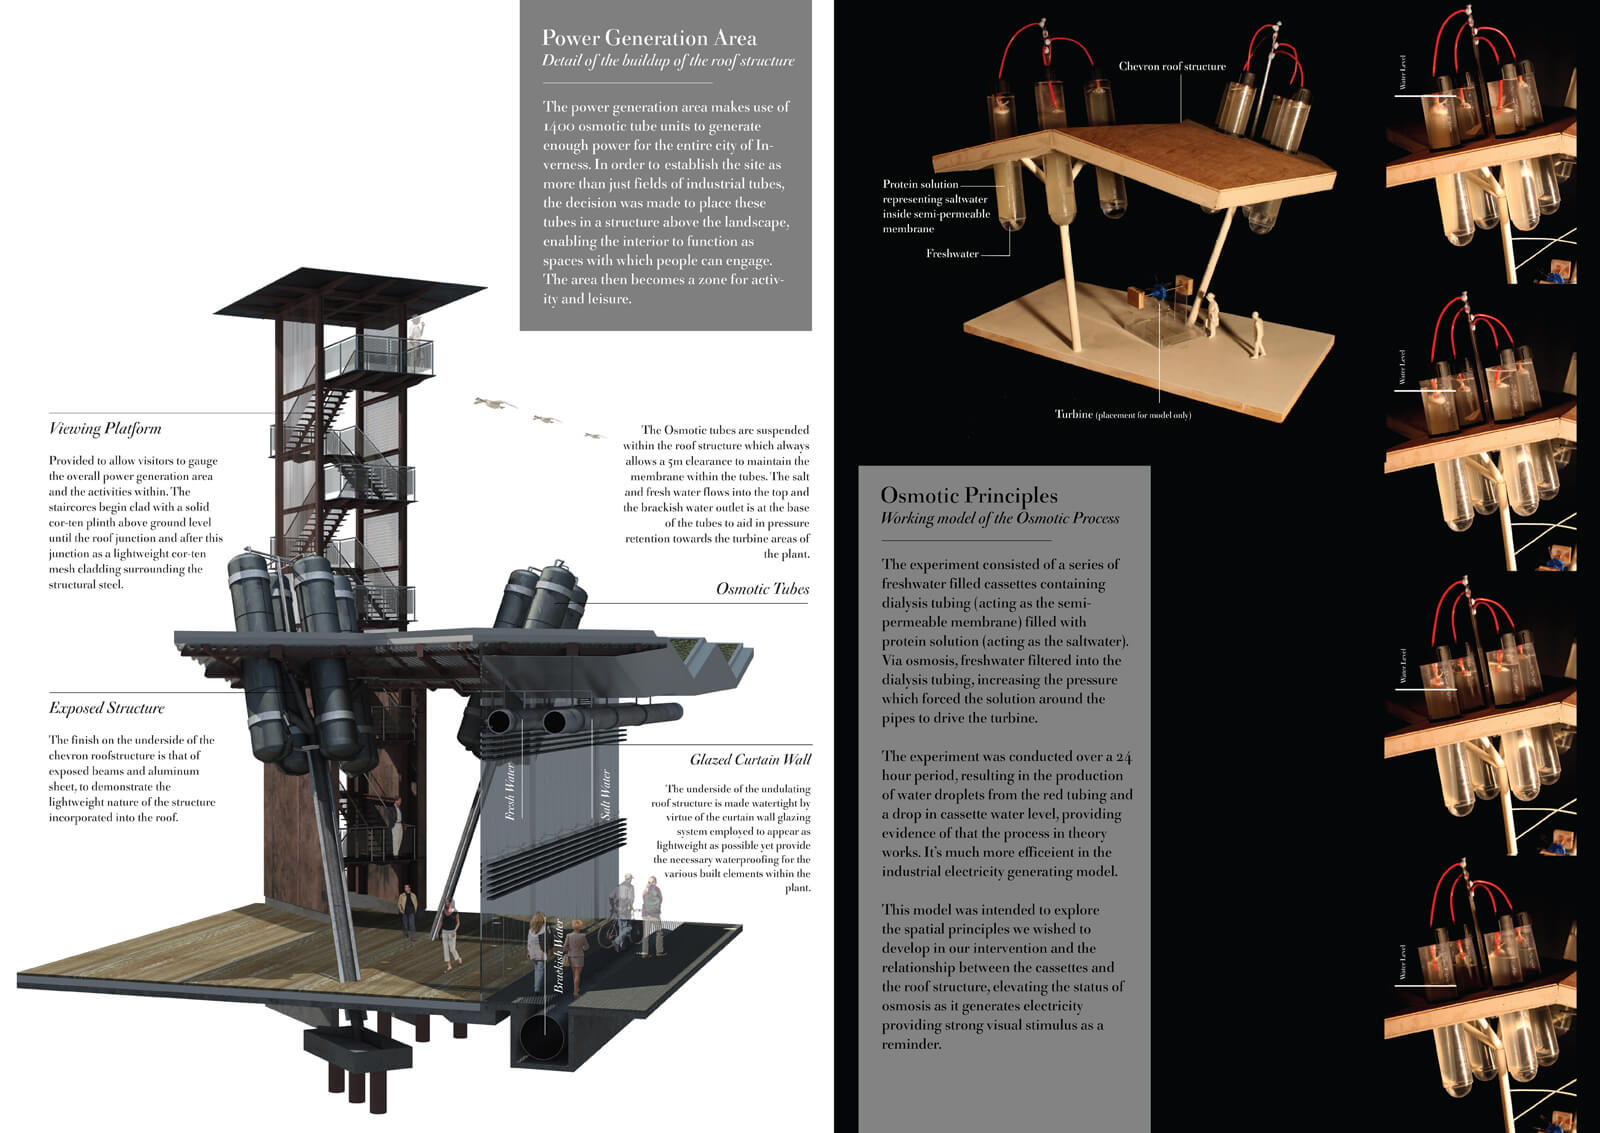 Power Generation Area
Detail of the buildup of the roof structure
The power generation area makes use of
1400 osmotic tube units to generate
enough power for the entire city of In-
verness. In order to establish the site as
more than just fields of industrial tubes,
the decision was made to place these
tubes in a structure above the landscape,
enabling the interior to function as
spaces with which people can engage.
The area then becomes a zone for activ-
ity and leisure.
Viewing Platform
Provided to allow visitors to gauge
the overall power generation area
and the activities within. The
staircores begin clad with a solid
cor-ten plinth above ground level
until the roof junction and after this
junction as a lightweight cor-ten
mesh cladding surrounding the
structural steel.
The Osmotic tubes are suspended
within the roof structure which always
allows a 5m clearance to maintain the
membrane within the tubes. The salt
and fresh water flows into the top and
the brackish water outlet is at the base
of the tubes to aid in pressure
retention towards the turbine areas of
the plant.
Osmotic Tubes
Exposed Structure
The finish on the underside of the
chevron roofstructure is that of
exposed beams and aluminum
sheet, to demonstrate the
lightweight nature of the structure
incorporated into the roof.
Glazed Curtain Wall
The underside of the undulating
roof structure is made watertight by
virtue of the curtain wall glazing
system employed to appear as
lightweight as possible yet provide
the necessary waterproofing for the
various built elements within the
plant.
Fresh Water
Salt Water
Brackish Water
Chevron roof structure
Protein solution
representing saltwater
inside semi-permeable
membrane
Freshwater
Turbine (placement for model only)
Osmotic Principles
Working model of the Osmotic Process
The experiment consisted of a series of
freshwater filled cassettes containing
dialysis tubing (acting as the semi-
permeable membrane) filled with
protein solution (acting as the saltwater).
Via osmosis, freshwater filtered into the
dialysis tubing, increasing the pressure
which forced the solution around the
pipes to drive the turbine.
The experiment was conducted over a 24
hour period, resulting in the production
of water droplets from the red tubing and
a drop in cassette water level, providing
evidence of that the process in theory
works. It's much more efficeient in the
industrial electricity generating model.
This model was intended to explore
the spatial principles we wished to
develop in our intervention and the
relationship between the cassettes and
the roof structure, elevating the status of
osmosis as it generates electricity
providing strong visual stimulus as a
reminder.
Water Level
Water Level
Water Level
Water Level